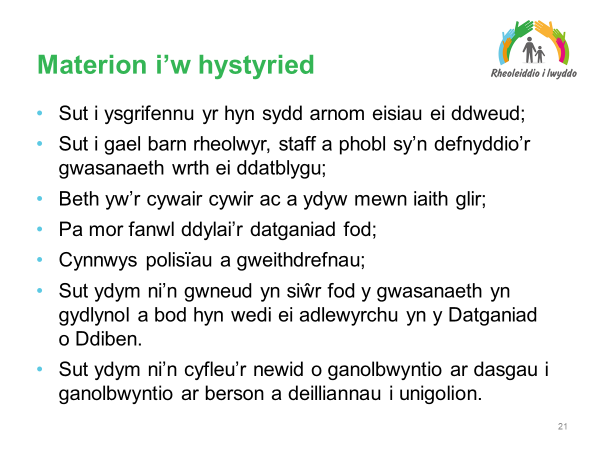 Materion i'w hystyried
Rheoleiddio i lwyddo
• Sut i ysgrifennu yr hyn sydd arnom eisiau ei ddweud;
• Sut i gael barn rheolwyr, staff a phobl sy'n defnyddio'r
gwasanaeth wrth ei ddatblygu;
• Beth yw'r cywair cywir ac a ydyw mewn iaith glir;
• Pa mor fanwl ddylai'r datganiad fod;
• Cynnwys polisïau a gweithdrefnau;
• Sut ydym ni'n gwneud yn siŵr fod y gwasanaeth yn
gydlynol a bod hyn wedi ei adlewyrchu yn y Datganiad
o Ddiben.
• Sut ydym ni'n cyfleu'r newid o ganolbwyntio ar dasgau i
ganolbwyntio ar berson a deilliannau i unigolion.
21